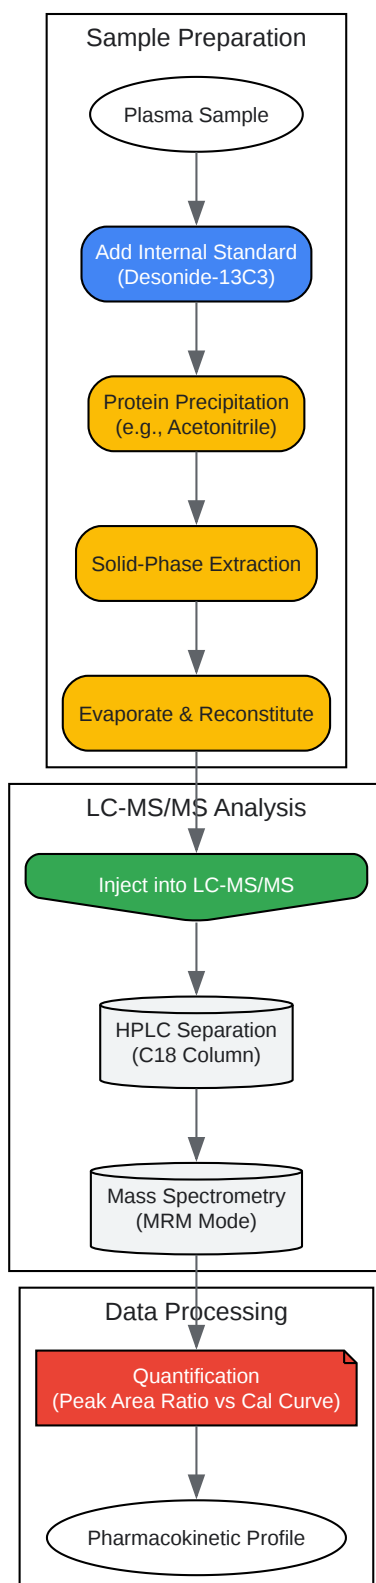 Sample Preparation
Plasma Sample
Add Internal Standard
(Desonide-13C3)
Protein Precipitation
(e.g., Acetonitrile)
Solid-Phase Extraction
Evaporate & Reconstitute
LC-MS/MS Analysis
Inject into LC-MS/MS
HPLC Separation
(C18 Column)
Mass Spectrometry
(MRM Mode)
Data Processing
Quantification
(Peak Area Ratio vs Cal Curve)
Pharmacokinetic Profile